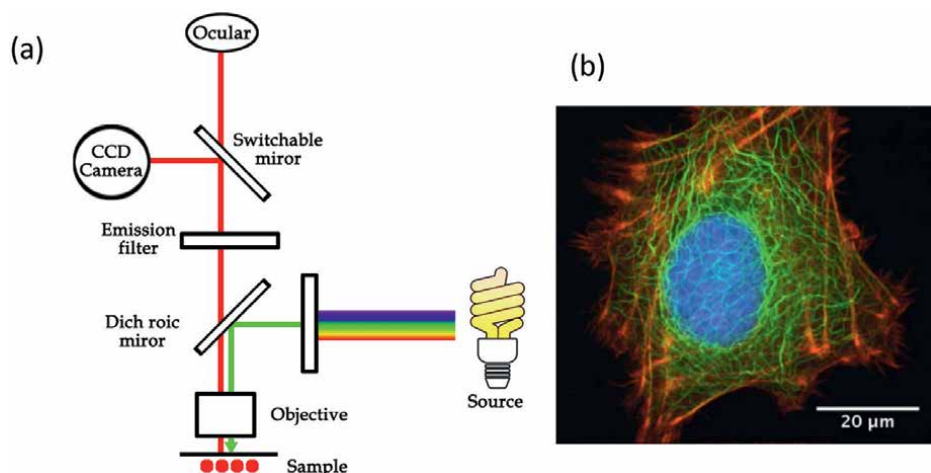 (a)
Ocular
Switchable
miror
CCD
Camera
Emission
filter
Dich roic
miror
Objective
Source
Sample
(b)
20 µm